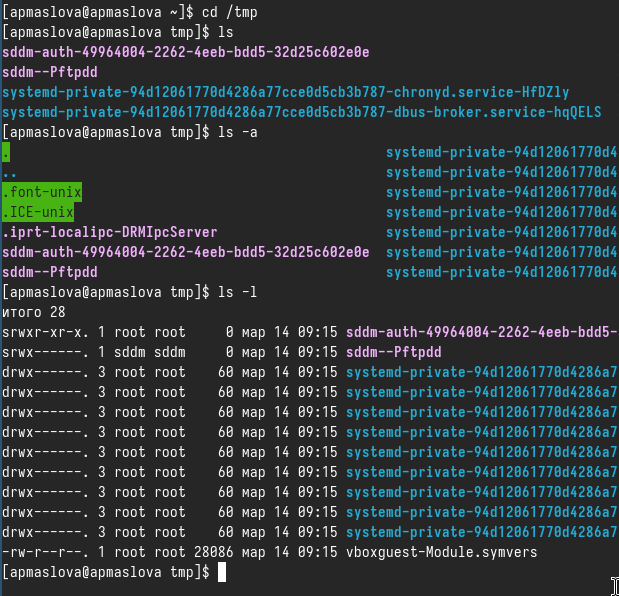 [apmaslova@apmaslova ~]$ cd /tmp
[apmaslova@apmaslova tmp]$ ls
sddm-auth-49964004-2262-4eeb-bdd5-32d25c602e0e
sddm--Pftpdd
systemd-private-94d12061770d4286a77cce0d5cb3b787-chronyd.service-HfDZly
systemd-private-94d12061770d4286a77cce0d5cb3b787-dbus-broker.service-hqQELS
[apmaslova@apmaslova tmp]$ ls -a
. systemd-private-94d12061770d4
.. systemd-private-94d12061770d4
.font-unix systemd-private-94d12061770d4
.ICE-unix systemd-private-94d12061770d4
.iprt-localipc-DRMIpcServer systemd-private-94d12061770d4
sddm-auth-49964004-2262-4eeb-bdd5-32d25c602e0e systemd-private-94d12061770d4
sddm--Pftpdd systemd-private-94d12061770d4
[apmaslova@apmaslova tmp]$ ls -l
итого 28
srwxr-xr-x. 1 root root 0 мар 14 09:15 sddm-auth-49964004-2262-4eeb-bdd5-
srwx------. 1 sddm sddm 0 мар 14 09:15 sddm--Pftpdd
drwx------. 3 root root 60 мар 14 09:15 systemd-private-94d12061770d4286a7
drwx------. 3 root root 60 мар 14 09:15 systemd-private-94d12061770d4286a7
drwx------. 3 root root 60 мар 14 09:15 systemd-private-94d12061770d4286a7
drwx------. 3 root root 60 мар 14 09:15 systemd-private-94d12061770d4286a7
drwx------. 3 root root 60 мар 14 09:15 systemd-private-94d12061770d4286a7
drwx------. 3 root root 60 мар 14 09:15 systemd-private-94d12061770d4286a7
drwx------. 3 root root 60 мар 14 09:15 systemd-private-94d12061770d4286a7
drwx------. 3 root root 60 мар 14 09:15 systemd-private-94d12061770d4286a7
drwx------. 3 root root 60 мар 14 09:15 systemd-private-94d12061770d4286a7
-rw-r--r--. 1 root root 28086 мар 14 09:15 vboxguest-Module.symvers
[apmaslova@apmaslova tmp]$